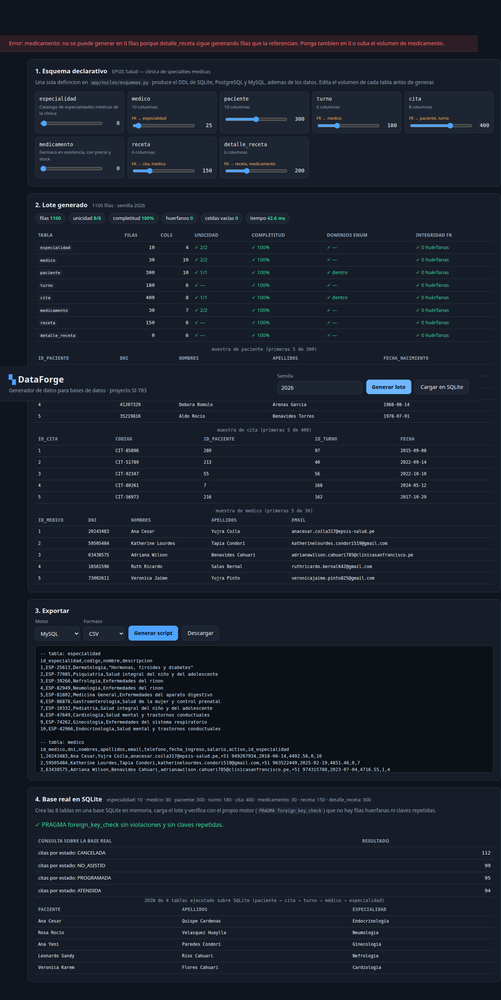 Error: medicamento: no se puede generar en 0 filas porque detalle_receta sigue generando filas que la referencian. Ponga tambien en 0 o suba el volumen de medicamento.
1. Esquema declarativo EPSIS Salud — clinica de specialties medicas
Una sola definicion en app/nucleo/esquemas.py produce el DDL de SQLite, PostgreSQL y MySQL, ademas de los datos. Edita el volumen de cada tabla antes de generar.
especialidad
Catalogo de especialidades medicas de
la clinica
8
medico
10 columnas
FK → especialidad
25
paciente
10 columnas
300
turno
6 columnas
FK → medico
180
cita
8 columnas
FK → paciente, turno
400
medicamento
Farmaco en existencia, con precio y
stock
0
receta
6 columnas
FK → cita, medico
150
detalle_receta
6 columnas
FK → receta, medicamento
200
2. Lote generado 1100 filas · semilla 2026
filas 1100 unicidad 8/8 completitud 100% huerfanos 0 celdas vacías 0 tiempo 42.6 ms
TABLA FILAS COLS UNICIDAD COMPLETITUD DOMINIOS ENUM INTEGRIDAD FK
especialidad 10 4 ✓ 2/2 ✓ 100% ✓ — ✓ 0 huérfanas
medico 30 10 ✓ 2/2 ✓ 100% ✓ — ✓ 0 huérfanas
paciente 300 10 ✓ 1/1 ✓ 100% ✓ dentro ✓ 0 huérfanas
turno 180 6 ✓ — ✓ 100% ✓ — ✓ 0 huérfanas
cita 400 8 ✓ 1/1 ✓ 100% ✓ dentro ✓ 0 huérfanas
medicamento 30 7 ✓ 2/2 ✓ 100% ✓ — ✓ 0 huérfanas
receta 150 6 ✓ — ✓ 100% ✓ — ✓ 0 huérfanas
detalle_receta 0 6 ✓ — ✓ 100% ✓ — ✓ 0 huérfanas
muestra de paciente (primeras 5 de 300)
ID_PACIENTE DNI NOMBRES APELLIDOS FECHA_NACIMIENTO
DataForge
Generador de datos para bases de datos · proyecto SI-783
Semilla
2026 Generar lote Cargar en SQLite
4 41207329 Debora Romulo Arenas Garcia 1968-08-14
5 35219816 Aldo Rocio Benavides Torres 1978-07-01
muestra de cita (primeras 5 de 400)
ID_CITA CODIGO ID_PACIENTE ID_TURNO FECHA
1 CIT-85896 289 97 2015-09-08
2 CIT-51789 213 40 2022-09-14
3 CIT-92347 55 56 2022-10-10
4 CIT-80261 7 168 2024-05-12
5 CIT-56973 216 162 2017-10-29
muestra de medico (primeras 5 de 30)
ID_MEDICO DNI NOMBRES APELLIDOS EMAIL
1 20243483 Ana Cesar Yujra Coila anacesar.coila317@epsis-salud.pe
2 59505484 Katherine Lourdes Tapia Condori katherinelourdes.condori519@gmail.com
3 63438575 Adriana Wilson Benavides Cahuari adrianawilson.cahuari785@clinicasanfrancisco.pe
4 16561596 Ruth Ricardo Salas Bernal ruthricardo.bernal642@gmail.com
5 73002611 Veronica Jaime Yujra Pinto veronicajaime.pinto825@gmail.com
3. Exportar
Motor Formato
MySQL CSV Generar script Descargar
-- tabla: especialidad
id_especialidad,codigo,nombre,descripcion
1,ESP-25613,Dermatologia,"Hormonas, tiroides y diabetes"
2,ESP-77085,Psiquiatria,Salud integral del niño y del adolescente
3,ESP-39266,Nefrologia,Enfermedades del rinon
4,ESP-82949,Neumologia,Enfermedades del rinon
5,ESP-81802,Medicina General,Enfermedades del aparato digestivo
6,ESP-86876,Gastroenterologia,Salud de la mujer y control prenatal
7,ESP-10332,Pediatria,Salud integral del niño y del adolescente
8,ESP-47649,Cardiologia,Salud mental y trastornos conductuales
9,ESP-74262,Ginecologia,Enfermedades del sistema respiratorio
10,ESP-42966,Endocrinologia,Salud mental y trastornos conductuales
-- tabla: medico
id_medico,dni,nombres,apellidos,email,telefono,fecha_ingreso,salario,activo,id_especialidad
1,20243483,Ana Cesar,Yujra Coila,anacesar.coila317@epsis-salud.pe,+51 949207934,2018-06-14,4492.56,0,10
2,59505484,Katherine Lourdes,Tapia Condori,katherinelourdes.condori519@gmail.com,+51 963522449,2025-02-19,4851.46,0,7
3,63438575,Adriana Wilson,Benavides Cahuari,adrianawilson.cahuari785@clinicasanfrancisco.pe,+51 974315788,2023-07-04,4716.55,1,4
4. Base real en SQLite especialidad: 10 · medico: 30 · paciente: 300 · turno: 180 · cita: 400 · medicamento: 30 · receta: 150 · detalle_receta: 300
Crea las 8 tablas en una base SQLite en memoria, carga el lote y verifica con el propio motor (PRAGMA foreign_key_check) que no hay filas huerfanas ni claves repetidas.
✓ PRAGMA foreign_key_check sin violaciones y sin claves repetidas.
CONSULTA SOBRE LA BASE REAL RESULTADO
citas por estado: CANCELADA 112
citas por estado: NO_ASISTIO 99
citas por estado: PROGRAMADA 95
citas por estado: ATENDIDA 94
JOIN de 4 tablas ejecutado sobre SQLite (paciente → cita → turno → médico → especialidad)
PACIENTE APELLIDOS ESPECIALIDAD
Ana Cesar Quispe Cardenas Endocrinologia
Rosa Rocio Velasquez Huaylla Neumologia
Ana Yeni Paredes Condori Ginecologia
Leonardo Sandy Rios Cahuari Nefrologia
Veronica Karem Flores Cahuari Cardiologia